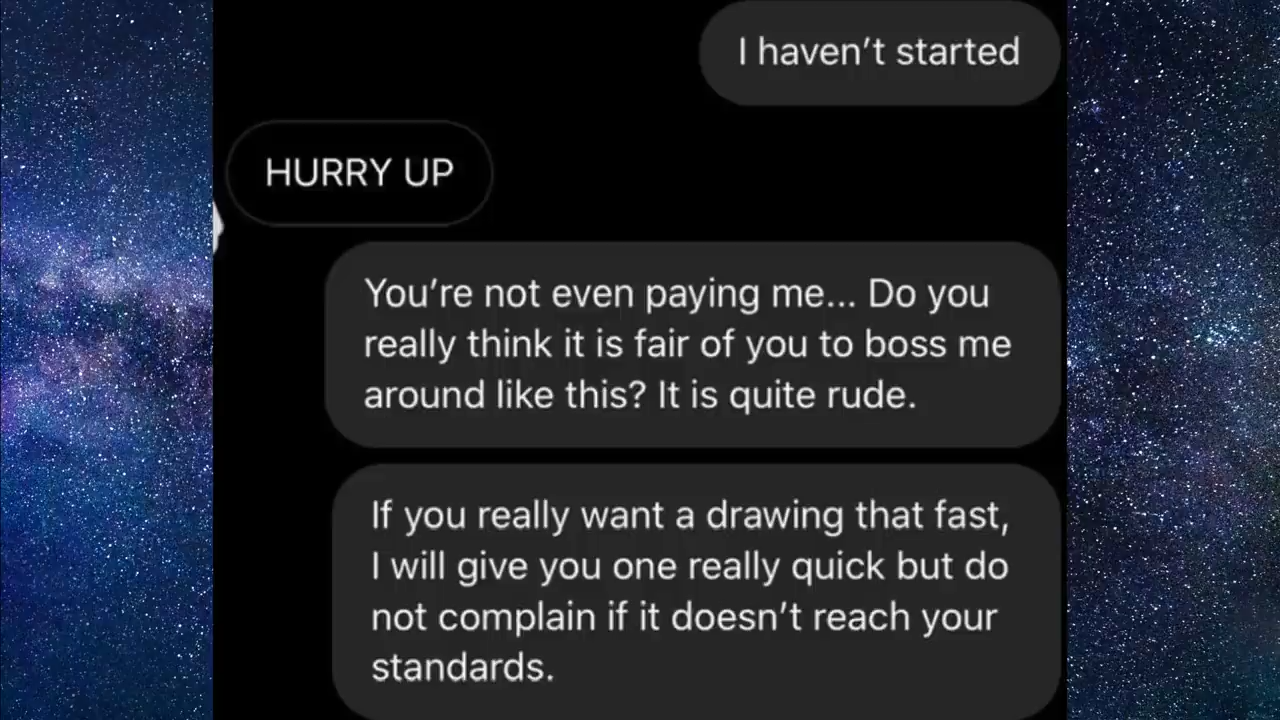 I haven’t started
HURRY UP
You’re not even paying me... Do you
really think it is fair of you to boss me
around like this? It is quite rude.
If you really want a drawing that fast,
I will give you one really quick but do
not complain if it doesn’t reach your
standards.